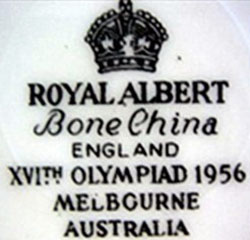 ROYAL ALBERT
Bone China
ENGLAND
XVITH OLYMPIAD 1956
MELBOURNE
AUSTRALIA